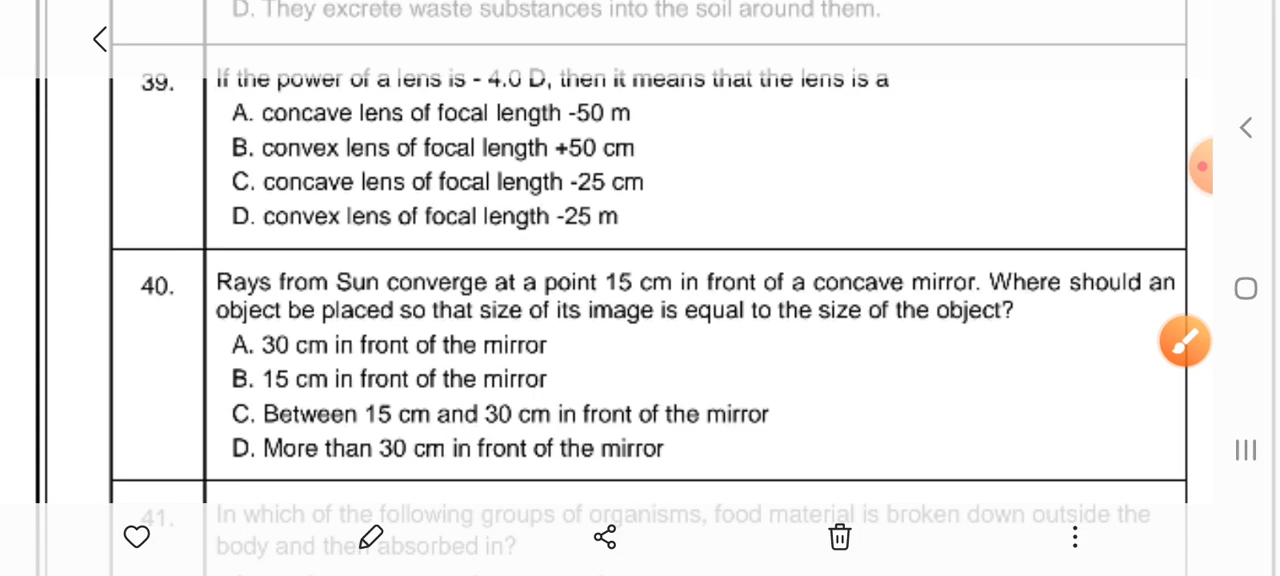 D. They excrete waste substances into the soil around them.
39. If the power of a lens is - 4.0 D, then it means that the lens is a
A. concave lens of focal length -50 m
B. convex lens of focal length +50 cm
C. concave lens of focal length -25 cm
D. convex lens of focal length -25 m
40. Rays from Sun converge at a point 15 cm in front of a concave mirror. Where should an
object be placed so that size of its image is equal to the size of the object?
A. 30 cm in front of the mirror
B. 15 cm in front of the mirror
C. Between 15 cm and 30 cm in front of the mirror
D. More than 30 cm in front of the mirror
41. In which of the following groups of organisms, food material is broken down outside the
body and then absorbed in?